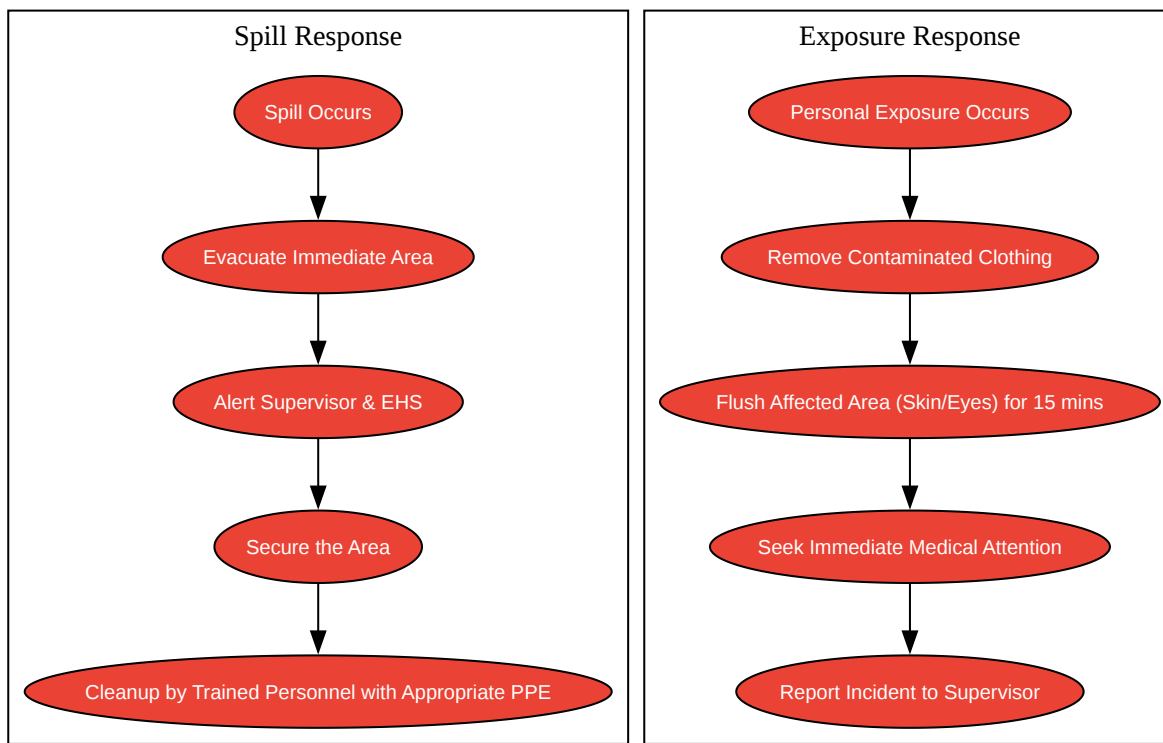 Spill Response
Spill Occurs
Evacuate Immediate Area
Alert Supervisor & EHS
Secure the Area
Cleanup by Trained Personnel with Appropriate PPE
Exposure Response
Personal Exposure Occurs
Remove Contaminated Clothing
Flush Affected Area (Skin/Eyes) for 15 mins
Seek Immediate Medical Attention
Report Incident to Supervisor